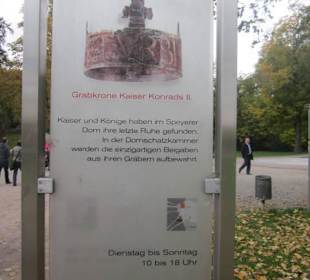 Grabkrone Kaiser Konrads II.
Kaiser und Könige haben im Speyerer
Dom ihre letzte Ruhe gefunden.
In der Domschatzkammer
werden die einzigartigen Beigaben
aus ihren Gräbern aufbewahrt.
Dienstag bis Sonntag
10 bis 18 Uhr